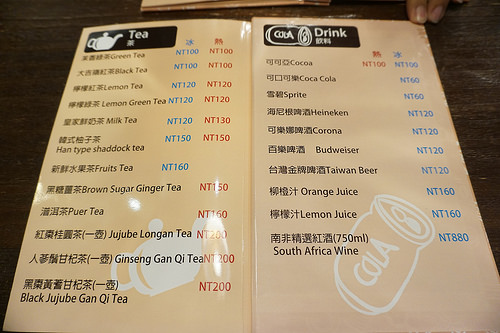 Tea
茶
冰 熱
茉香綠茶Green Tea NT100 NT100
大吉嶺紅茶Black Tea NT100 NT100
檸檬紅茶Lemon Tea NT120 NT120
檸檬綠茶 Lemon Green Tea NT120 NT120
皇家鮮奶茶 Milk Tea NT120 NT130
韓式柚子茶 NT150 NT150
Han type shaddock tea
新鮮水果茶Fruits Tea NT160
黑糖薑茶Brown Sugar Ginger Tea NT150
普洱茶Puer Tea NT160
紅棗桂圓茶(一壺) Jujube Longan Tea NT200
人蔘鬚甘杞茶(一壺) Ginseng Gan Qi Tea NT200
黑棗黃耆甘杞茶(一壺) NT200
Black Jujube Gan Qi Tea
COLA
Drink
飲料
熱 冰
可可亞Cocoa NT100 NT100
可口可樂Coca Cola NT60
雪碧Sprite NT60
海尼根啤酒Heineken NT120
可樂娜啤酒Corona NT120
百樂啤酒 Budweiser NT120
台灣金牌啤酒Taiwan Beer NT120
柳橙汁 Orange Juice NT160
檸檬汁Lemon Juice NT160
南非精選紅酒(750ml) NT880
South Africa Wine
COLA